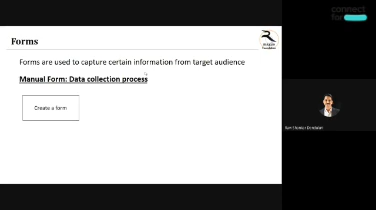 Forms
Forms are used to capture certain information from target audience
Manual Form: Data collection process
Create a form
connect
for